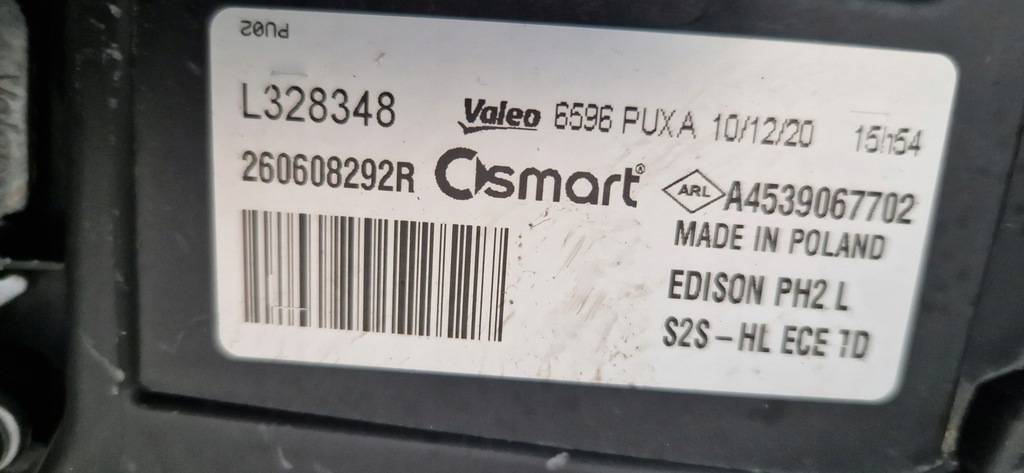 PU02
L328348 Valeo 6596 PUXA 10/12/20 15h54
260608292R smart® ARL A4539067702
MADE IN POLAND
EDISON PH2 L
S2S-HL ECE TD